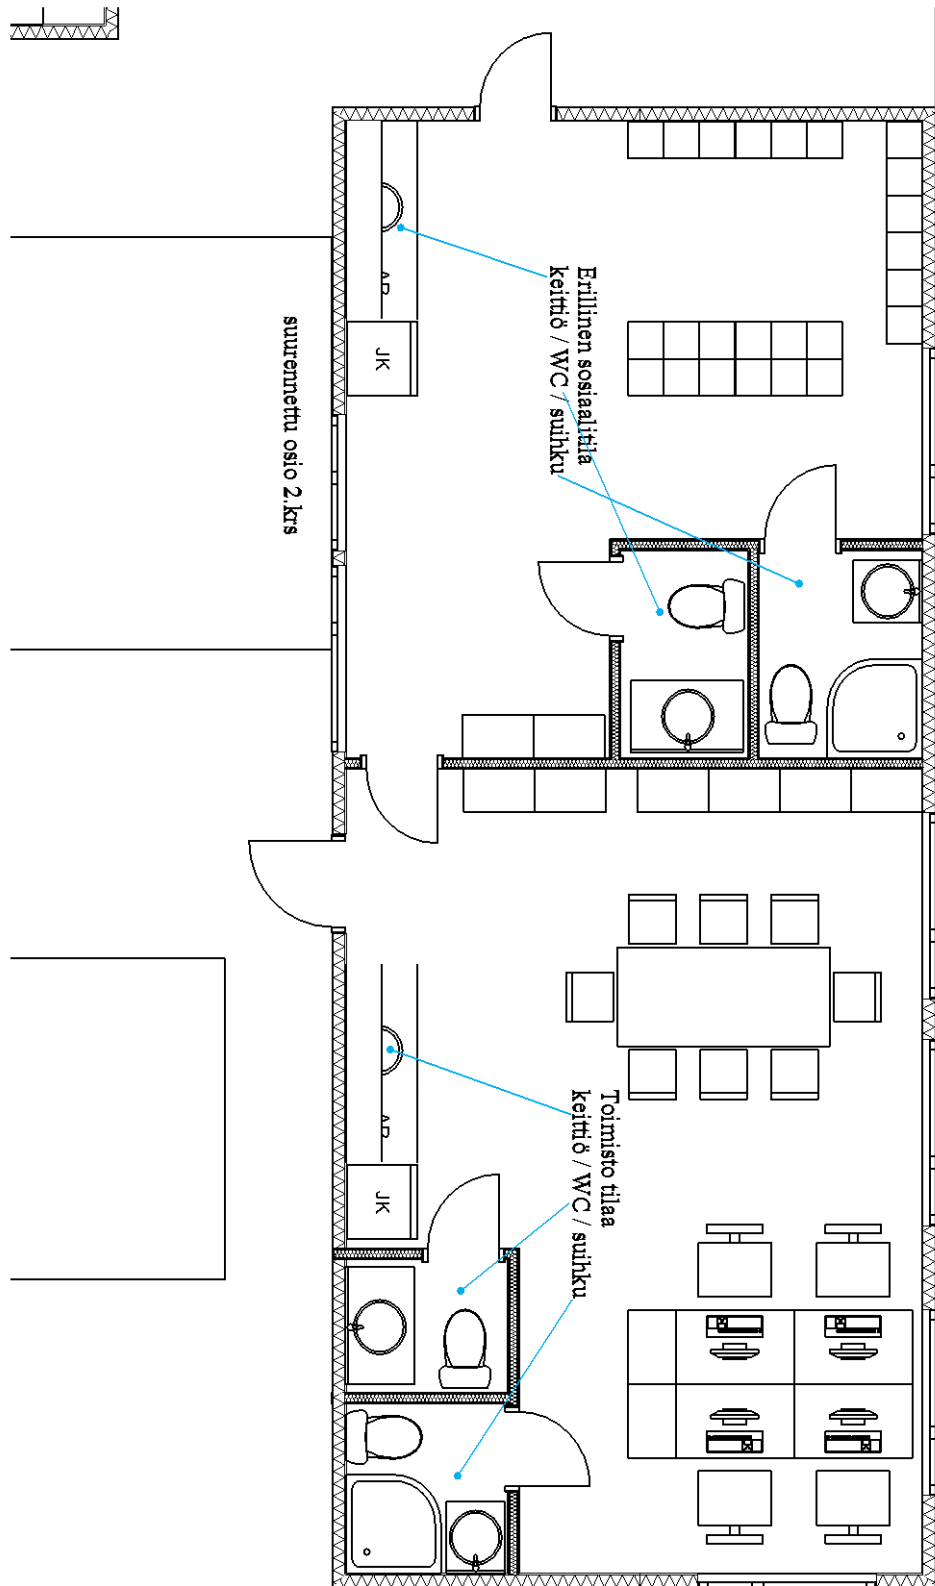 Erillinen sosiaalitila
keittiö / WC / suihku
JK
suurennettu osio 2.krs
Toimisto tilaa
keittiö / WC / suihku
JK